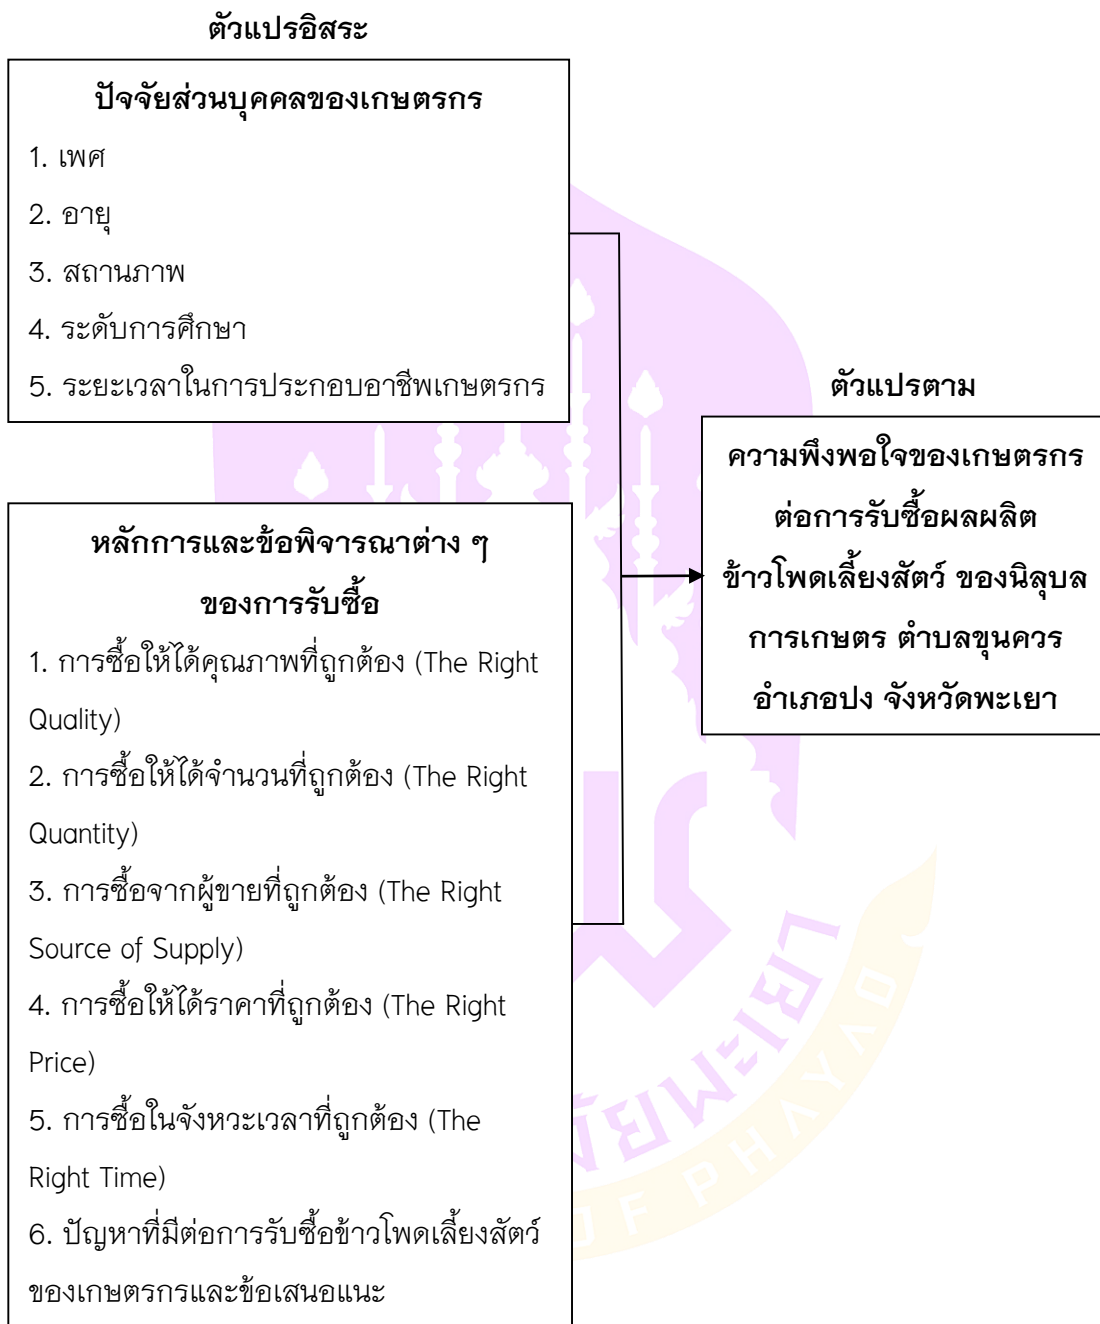 ตัวแปรอิสระ
ปัจจัยส่วนบุคคลของเกษตรกร
1. เพศ
2. อายุ
3. สถานภาพ
4. ระดับการศึกษา
5. ระยะเวลาในการประกอบอาชีพเกษตรกร
หลักการและข้อพิจารณาต่าง ๆ
ของการรับซื้อ
1. การซื้อให้ได้คุณภาพที่ถูกต้อง (The Right
Quality)
2. การซื้อให้ได้จำนวนที่ถูกต้อง (The Right
Quantity)
3. การซื้อจากผู้ขายที่ถูกต้อง (The Right
Source of Supply)
4. การซื้อให้ได้ราคาที่ถูกต้อง (The Right
Price)
5. การซื้อในจังหวะเวลาที่ถูกต้อง (The
Right Time)
6. ปัญหาที่มีต่อการรับซื้อข้าวโพดเลี้ยงสัตว์
ของเกษตรกรและข้อเสนอแนะ
ตัวแปรตาม
ความพึงพอใจของเกษตรกร
ต่อการรับซื้อผลผลิต
ข้าวโพดเลี้ยงสัตว์ ของนิลุบล
การเกษตร ตำบลขุนควร
อำเภอปง จังหวัดพะเยา
OF PHAYAO